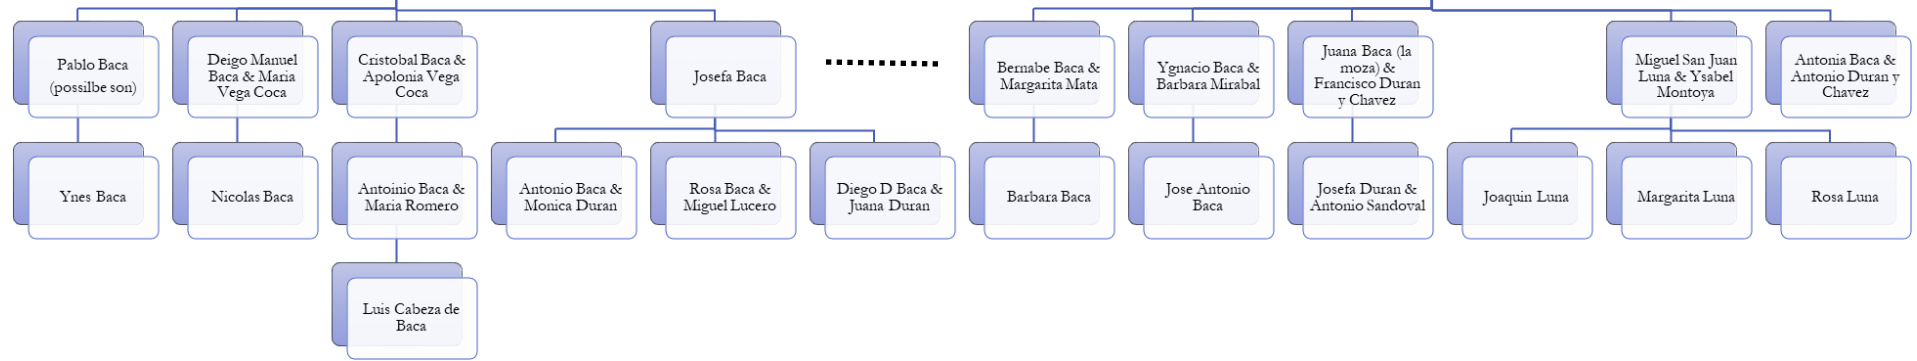 Pablo Baca
(possilbe son)
Deigo Manuel
Baca & Maria
Vega Coca
Cristobal Baca &
Apolonia Vega
Coca
Josefa Baca
Bernabe Baca &
Margarita Mata
Ygnacio Baca &
Barbara Mirabal
Juana Baca (la
moza) &
Francisco Duran
y Chavez
Miguel San Juan
Luna & Ysabel
Montoya
Antonia Baca &
Antonio Duran y
Chavez
Ynes Baca
Nicolas Baca
Antoinio Baca &
Maria Romero
Antonio Baca &
Monica Duran
Rosa Baca &
Miguel Lucero
Diego D Baca &
Juana Duran
Barbara Baca
Jose Antonio
Baca
Josefa Duran &
Antonio Sandoval
Joaquin Luna
Margarita Luna
Rosa Luna
Luis Cabeza de
Baca